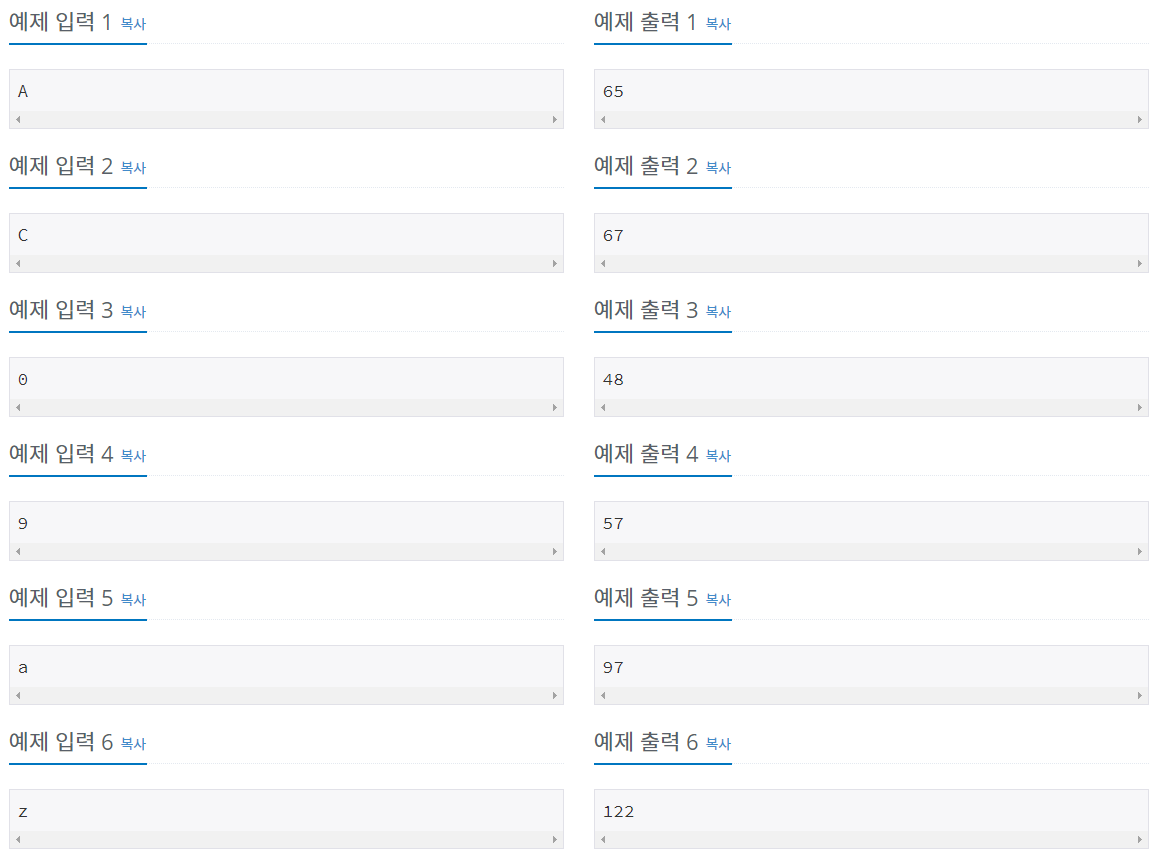 예제 입력 1 복사
예제 출력 1 복사
A
65
예제 입력 2 복사
예제 출력 2 복사
C
67
예제 입력 3 복사
예제 출력 3 복사
0
48
예제 입력 4 복사
예제 출력 4 복사
9
57
예제 입력 5 복사
예제 출력 5 복사
a
97
예제 입력 6 복사
예제 출력 6 복사
z
122